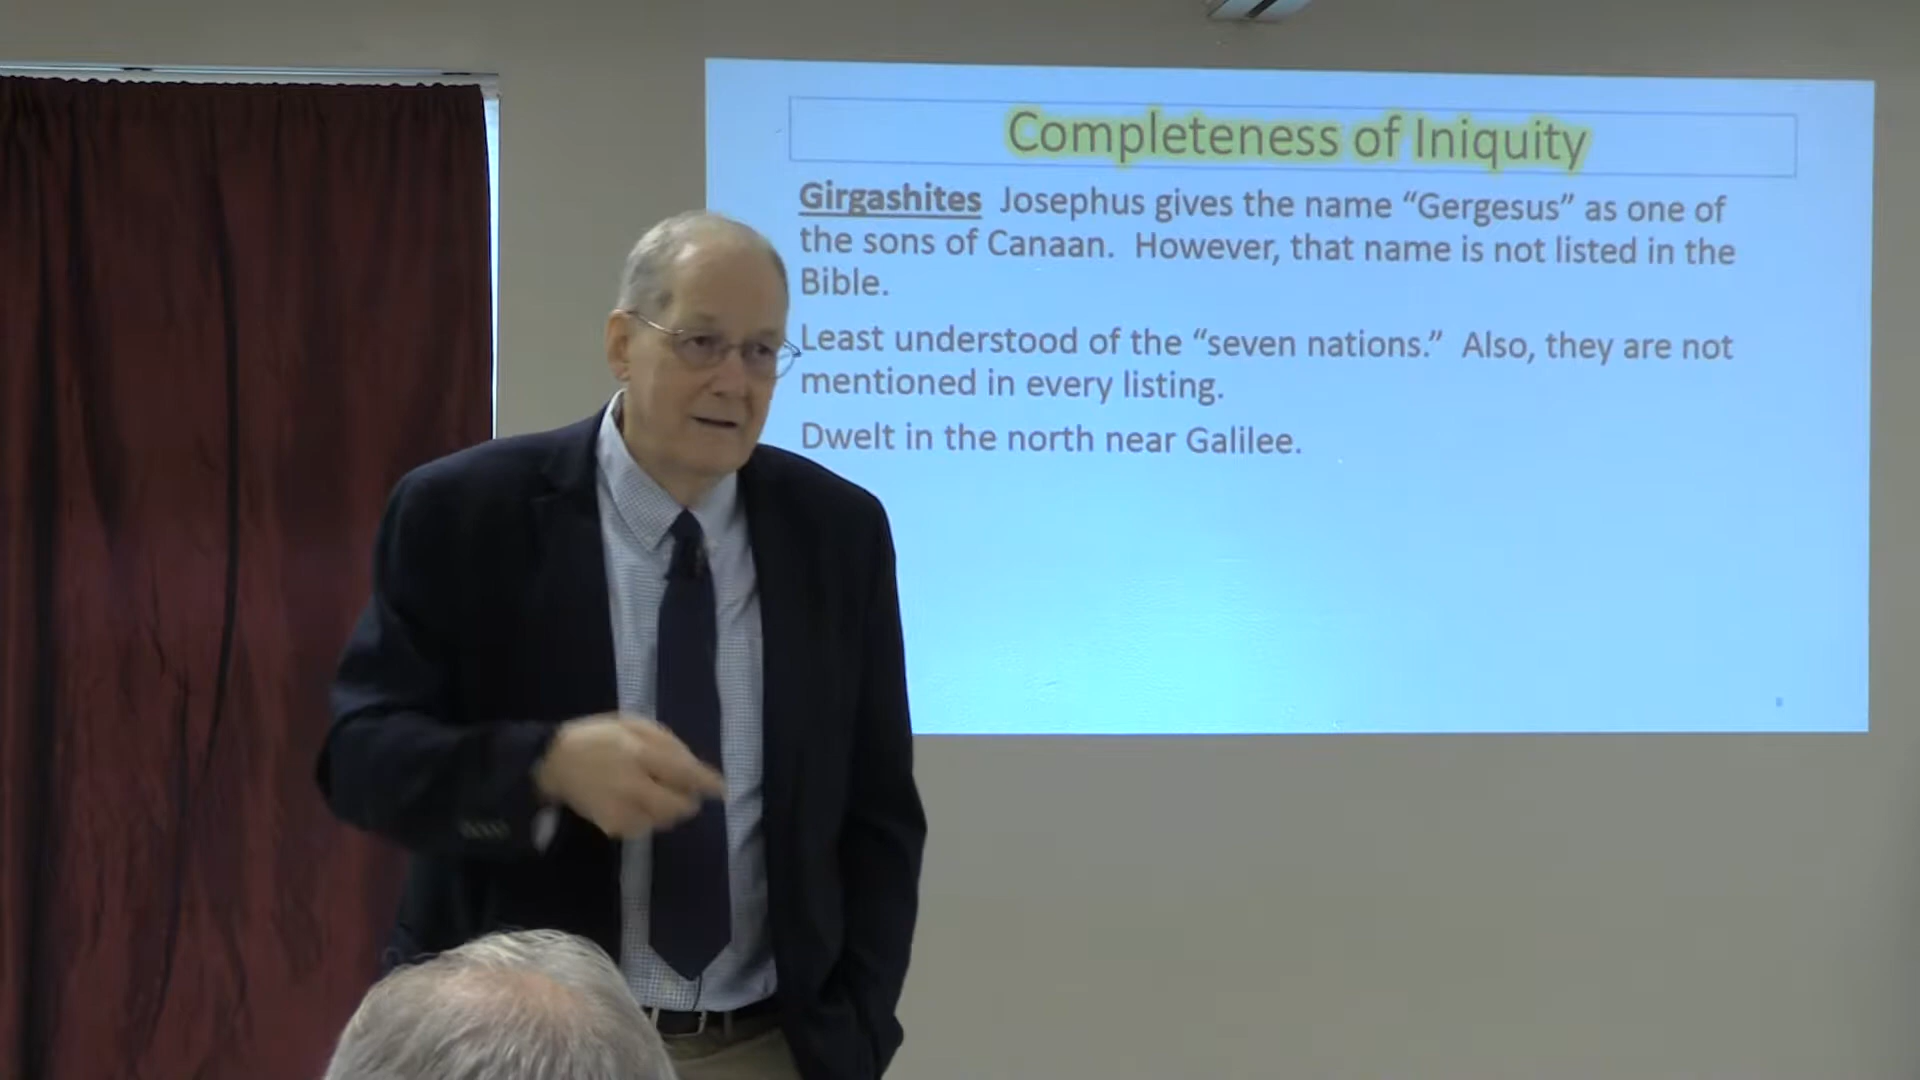 Completeness of Iniquity
Girgashites Josephus gives the name “Gergesus” as one of
the sons of Canaan. However, that name is not listed in the
Bible.
Least understood of the “seven nations.” Also, they are not
mentioned in every listing.
Dwelt in the north near Galilee.